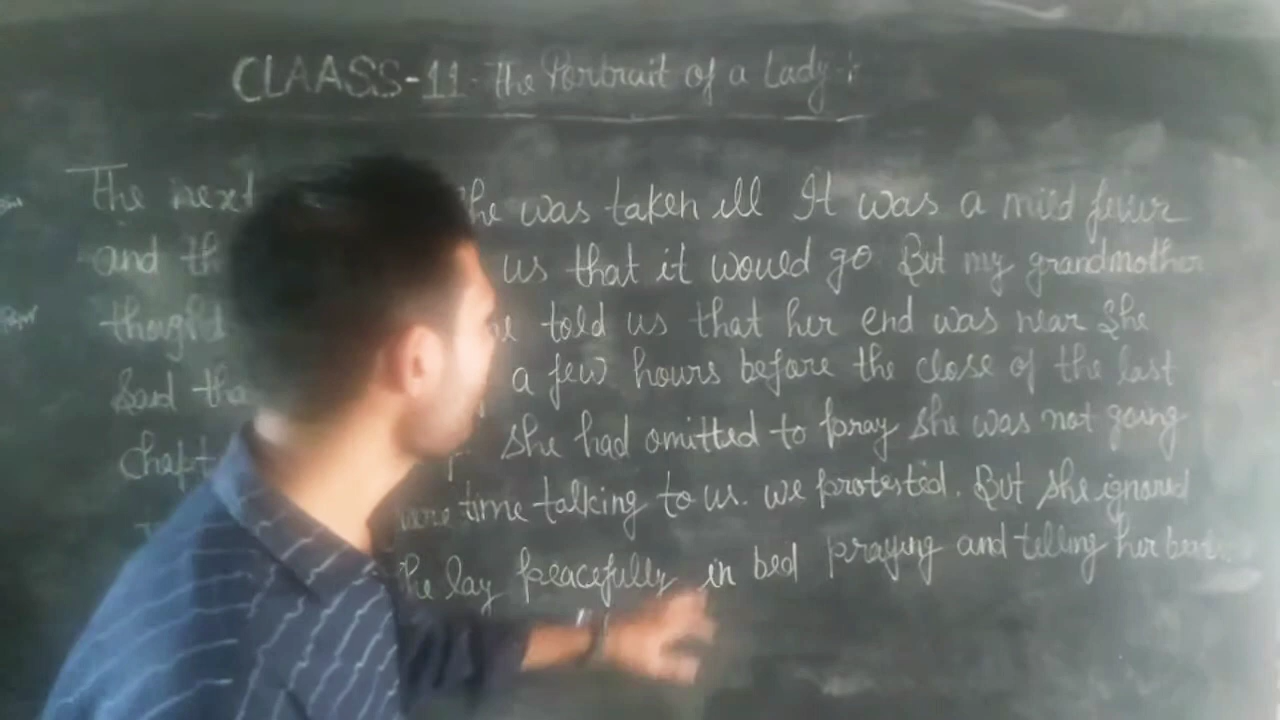 CLAASS-11 The Portrait of a Lady-
The next he was taken ill It was a mild fever
and th us that it would go But my grandmother
thought told us that her end was near She
Said tha a few hours before the close of the last
chapt She had omitted to pray She was not going
time talking to us. we protested. But she ignored
he lay peacefully in bed praying and telling her